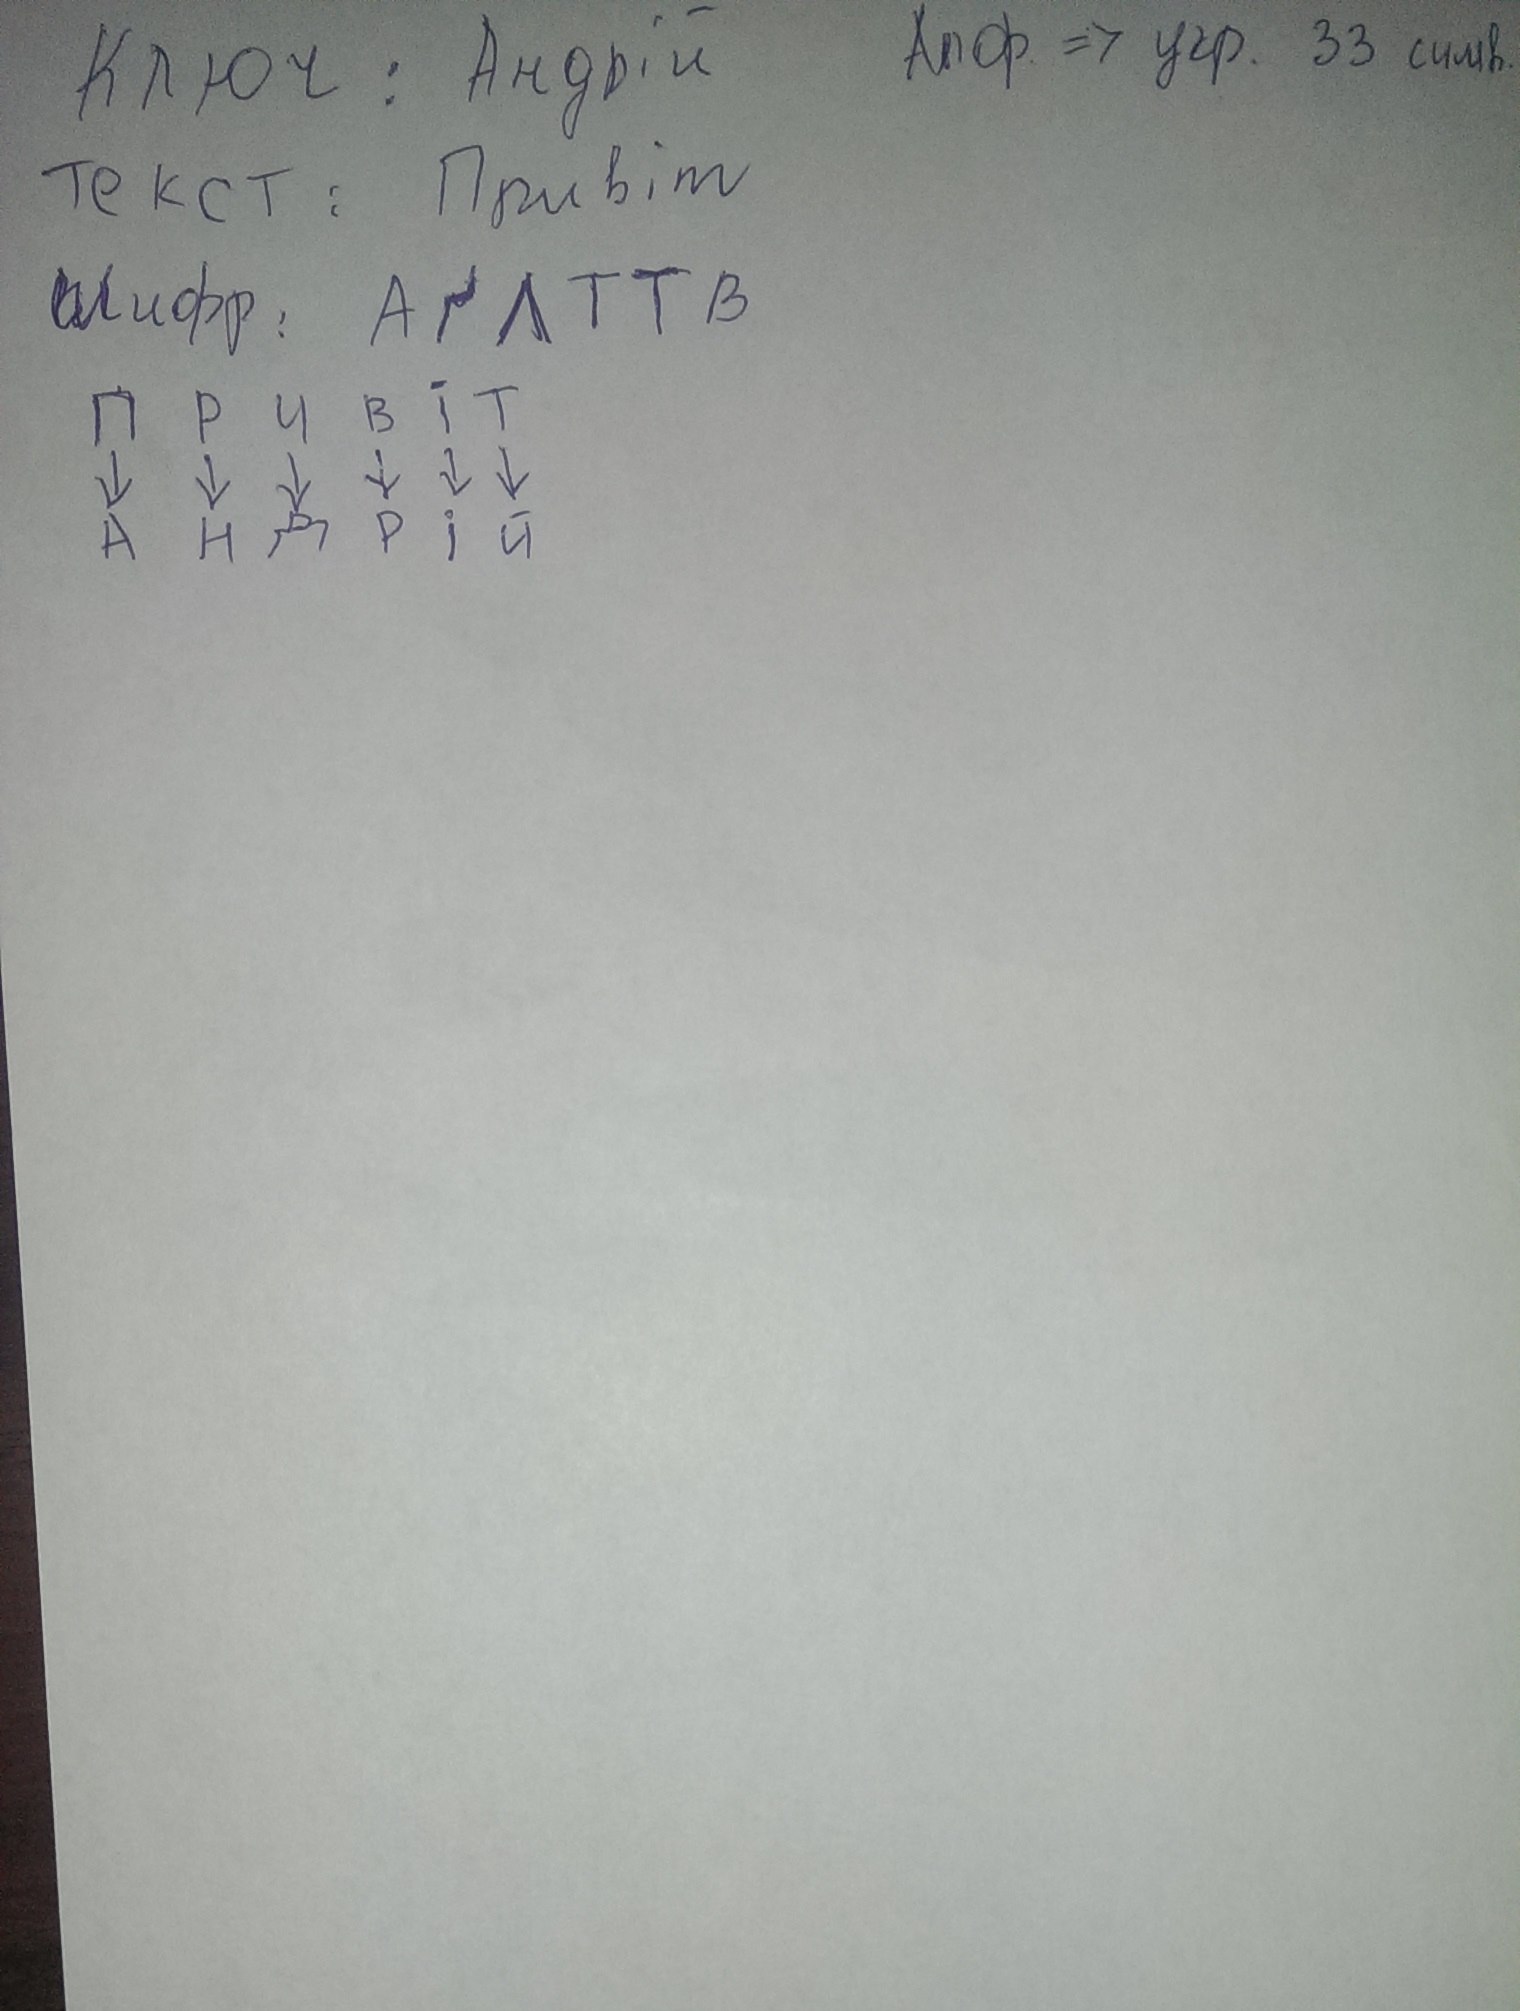 Ключ: Андрій Алф. => укр. 33 симв.
Текст: Привіт
Шифр: А Ґ Л Т Т В
П Р И В І Т
↓ ↓ ↓ ↓ ↓ ↓
А Н Д Р І Й